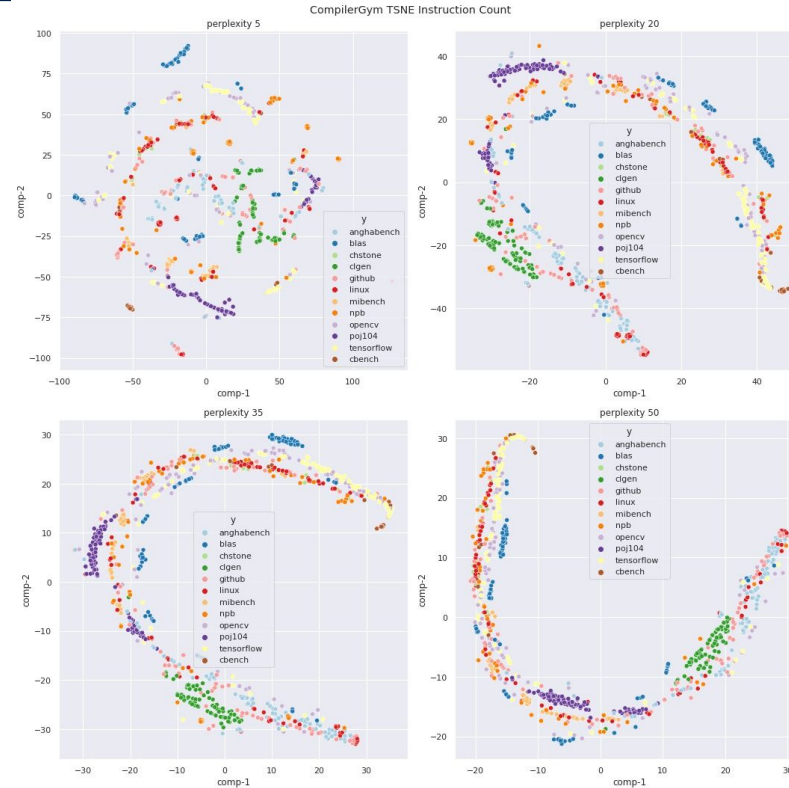 CompilerGym TSNE Instruction Count
perplexity 5
100
75
50
25
0
−25
−50
−75
−100
comp-2
−100
−50
0
50
100
comp-1
y
anghabench
blas
chstone
clgen
github
linux
mibench
npb
opencv
poj104
tensorflow
cbench
perplexity 20
40
20
0
−20
−40
comp-2
−20
0
20
40
comp-1
y
anghabench
blas
chstone
clgen
github
linux
mibench
npb
opencv
poj104
tensorflow
cbench
perplexity 35
30
20
10
0
−10
−20
−30
comp-2
−30
−20
−10
0
10
20
30
comp-1
y
anghabench
blas
chstone
clgen
github
linux
mibench
npb
opencv
poj104
tensorflow
cbench
perplexity 50
30
20
10
0
−10
−20
comp-2
−20
−10
0
10
20
30
comp-1
y
anghabench
blas
chstone
clgen
github
linux
mibench
npb
opencv
poj104
tensorflow
cbench